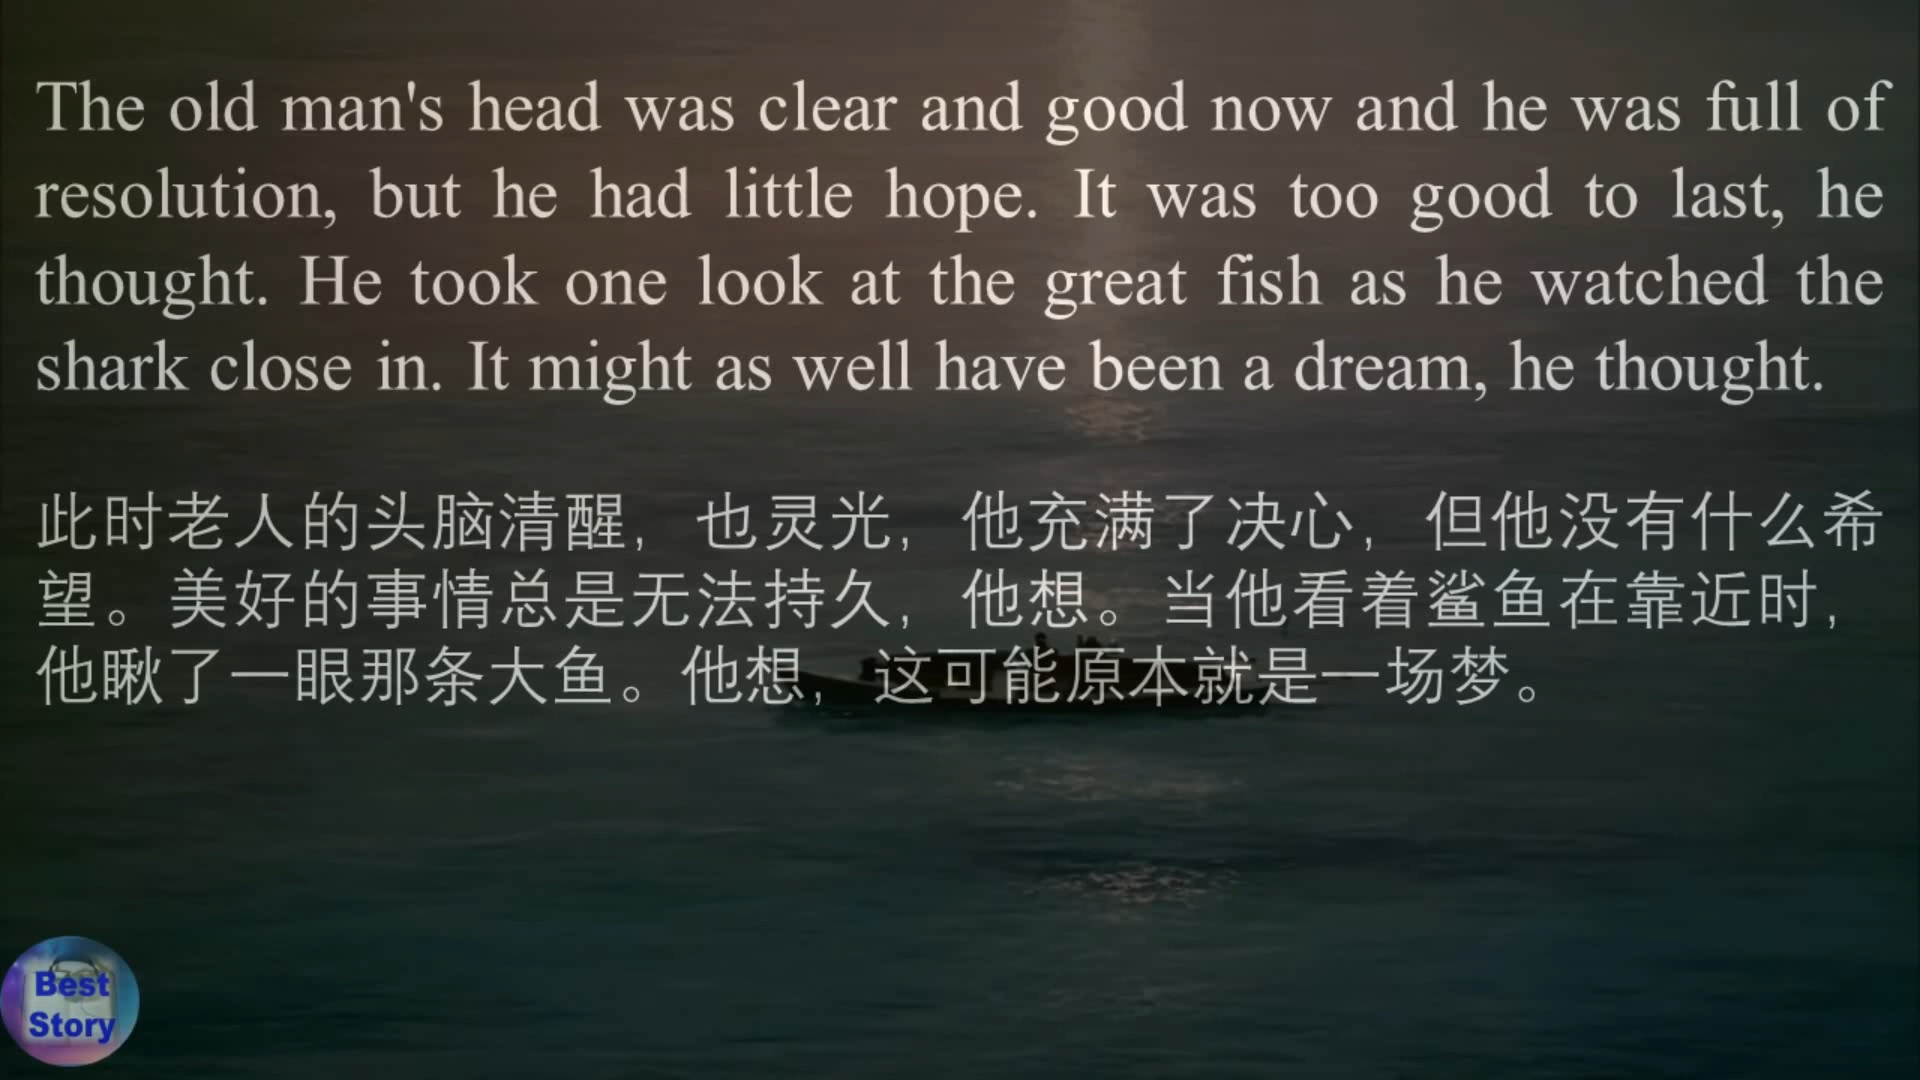 The old man's head was clear and good now and he was full of
resolution, but he had little hope. It was too good to last, he
thought. He took one look at the great fish as he watched the
shark close in. It might as well have been a dream, he thought.
此时老人的头脑清醒，也灵光，他充满了决心，但他没有什么希
望。美好的事情总是无法持久，他想。当他看着鲨鱼在靠近时，
他瞅了一眼那条大鱼。他想，这可能原本就是一场梦。
Best
Story